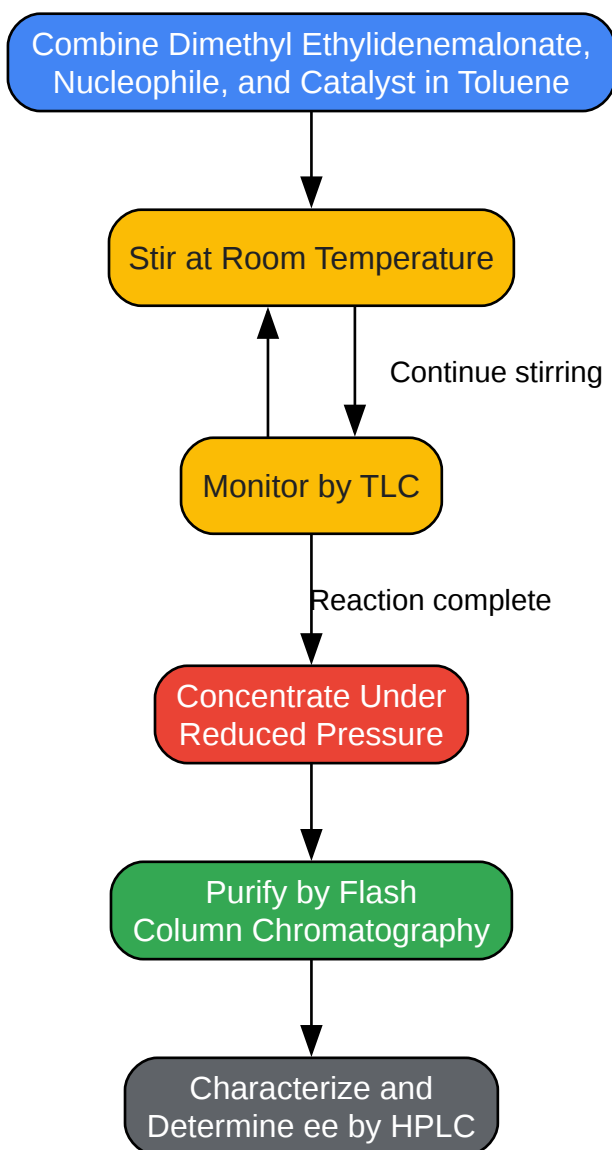 Combine Dimethyl Ethylidenemalonate,
Nucleophile, and Catalyst in Toluene
Stir at Room Temperature
Continue stirring
Monitor by TLC
Reaction complete
Concentrate Under
Reduced Pressure
Purify by Flash
Column Chromatography
Characterize and
Determine ee by HPLC